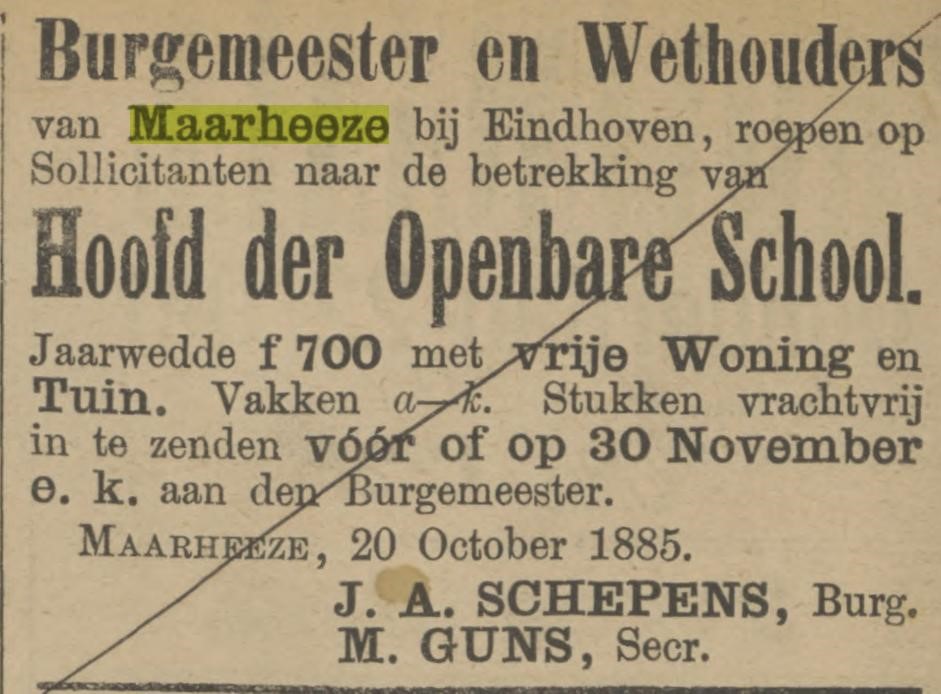 Burgemeester en Wethouders
van Maarheeze bij Eindhoven, roepen op
Sollicitanten naar de betrekking van
Hoofd der Openbare School.
Jaarwedde f 700 met vrije Woning en
Tuin. Vakken a—k. Stukken vrachtvrij
in te zenden vóór of op 30 November
e. k. aan den Burgemeester.
MAARHEEZE, 20 October 1885.
J. A. SCHEPENS, Burg.
M. GUNS, Secr.